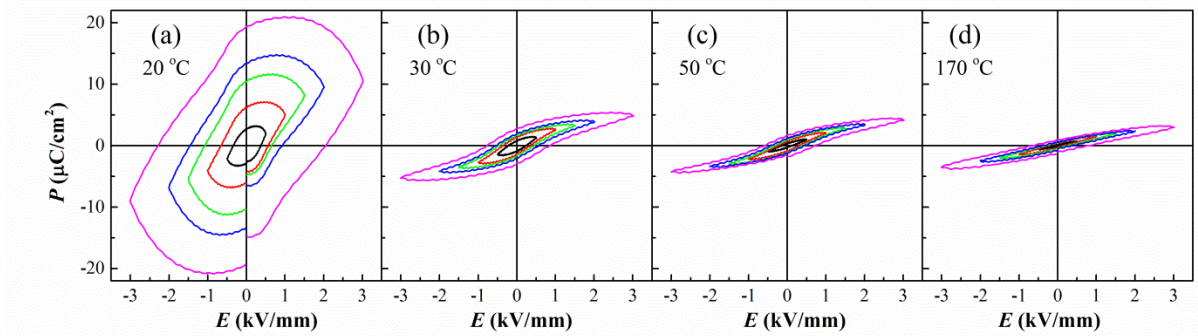 (a) (b) (c) (d)
20 °C 30 °C 50 °C 170 °C
P (μC/cm²)
20
10
0
-10
-20
-3 -2 -1 0 1 2 3 -3 -2 -1 0 1 2 3 -3 -2 -1 0 1 2 3 -3 -2 -1 0 1 2 3
E (kV/mm) E (kV/mm) E (kV/mm) E (kV/mm)